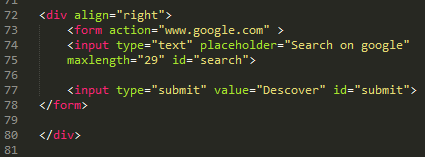 71
72 <div align="right">
73 <form action="www.google.com" >
74 <input type="text" placeholder="Search on google"
75 maxlength="29" id="search">
76
77 <input type="submit" value="Descover" id="submit">
78 </form>
79
80 </div>
81